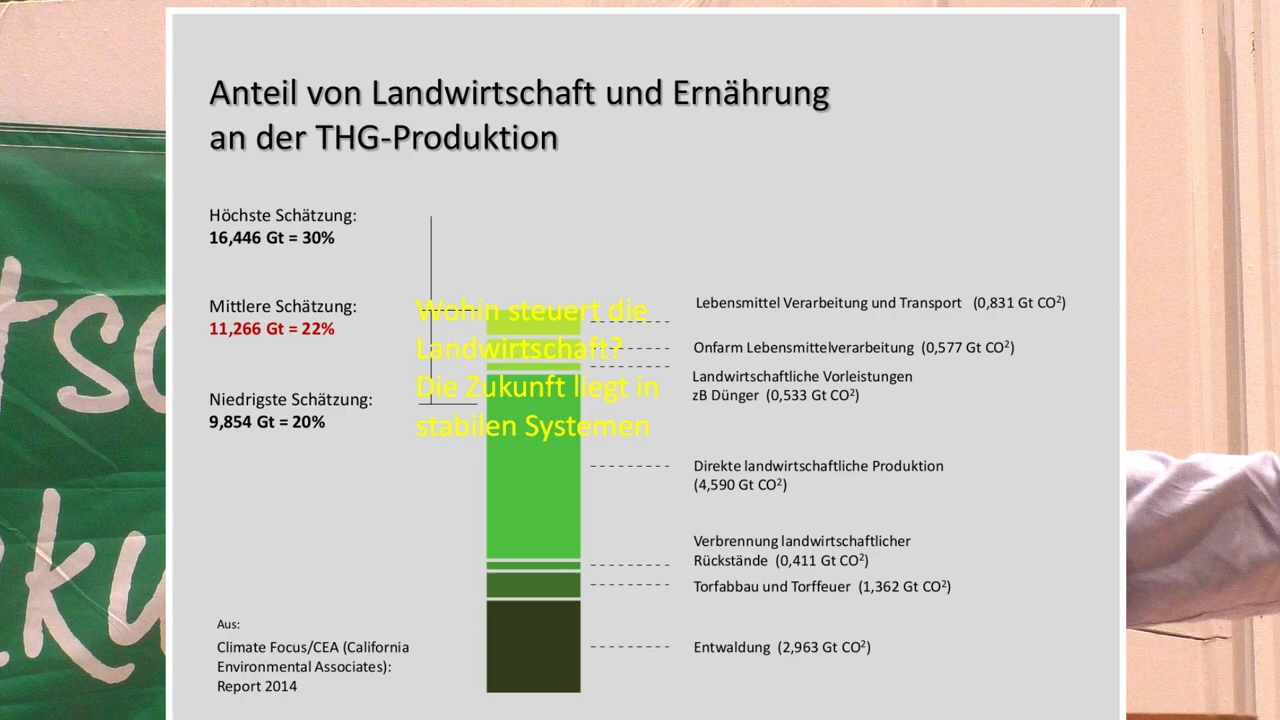 Anteil von Landwirtschaft und Ernährung
an der THG-Produktion
Höchste Schätzung:
16,446 Gt = 30%
Mittlere Schätzung:
11,266 Gt = 22%
Niedrigste Schätzung:
9,854 Gt = 20%
Wohin steuert die
Landwirtschaft?
Die Zukunft liegt in
stabilen Systemen
Lebensmittel Verarbeitung und Transport (0,831 Gt CO²)
Onfarm Lebensmittelverarbeitung (0,577 Gt CO²)
Landwirtschaftliche Vorleistungen
zB Dünger (0,533 Gt CO²)
Direkte landwirtschaftliche Produktion
(4,590 Gt CO²)
Verbrennung landwirtschaftlicher
Rückstände (0,411 Gt CO²)
Torfabbau und Torffeuer (1,362 Gt CO²)
Entwaldung (2,963 Gt CO²)
Aus:
Climate Focus/CEA (California
Environmental Associates):
Report 2014